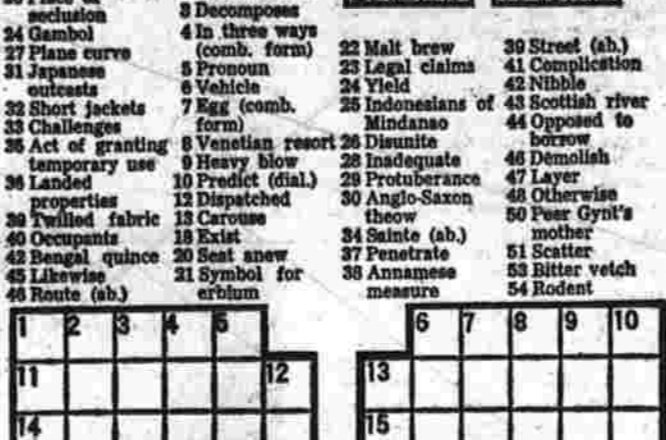 seclusion
24 Gambol
27 Plane curve
31 Japanese
outcasts
32 Short jackets
33 Challenges
35 Act of granting
temporary use
36 Landed
properties
39 Twilled fabric
40 Occupants
42 Bengal quince
45 Likewise
46 Route (ab.)
3 Decomposes
4 In three ways
(comb. form)
5 Pronoun
6 Vehicle
7 Egg (comb.
form)
8 Venetian resort
9 Heavy blow
10 Predict (dial.)
12 Dispatched
13 Carouse
18 Exist
20 Seat anew
21 Symbol for
erbium
22 Malt brew
23 Legal claims
24 Yield
25 Indonesians of
Mindanao
26 Disunite
28 Inadequate
29 Protuberance
30 Anglo-Saxon
theow
34 Sainte (ab.)
37 Penetrate
38 Annamese
measure
39 Street (ab.)
41 Complication
42 Nibble
43 Scottish river
44 Opposed to
borrow
46 Demolish
47 Layer
48 Otherwise
50 Peer Gynt's
mother
51 Scatter
53 Bitter vetch
54 Rodent
1 2 3 4 5 6 7 8 9 10
11 12 13
14 15